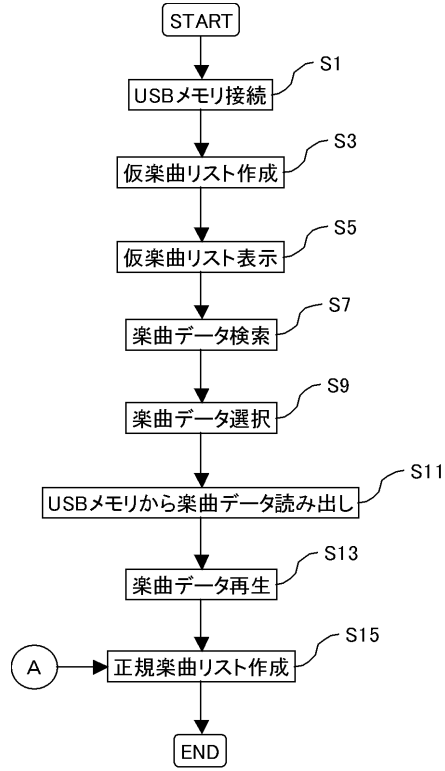 START
S1
USBメモリ接続
S3
仮楽曲リスト作成
S5
仮楽曲リスト表示
S7
楽曲データ検索
S9
楽曲データ選択
S11
USBメモリから楽曲データ読み出し
S13
楽曲データ再生
S15
A
正規楽曲リスト作成
END